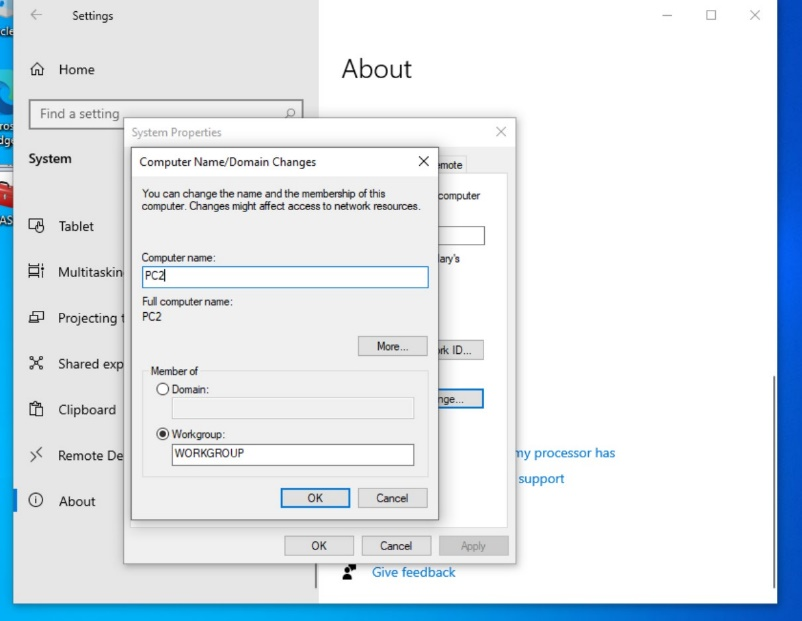 Settings
Home
Find a setting
System
Tablet
Multitaskin
Projecting t
Shared exp
Clipboard
Remote De
About
About
System Properties
emote
computer
lary's
rk ID...
nge...
OK
Cancel
Apply
Computer Name/Domain Changes
You can change the name and the membership of this
computer. Changes might affect access to network resources.
Computer name:
PC2
Full computer name:
PC2
More...
Member of
Domain:
Workgroup:
WORKGROUP
OK
Cancel
my processor has
support
Give feedback